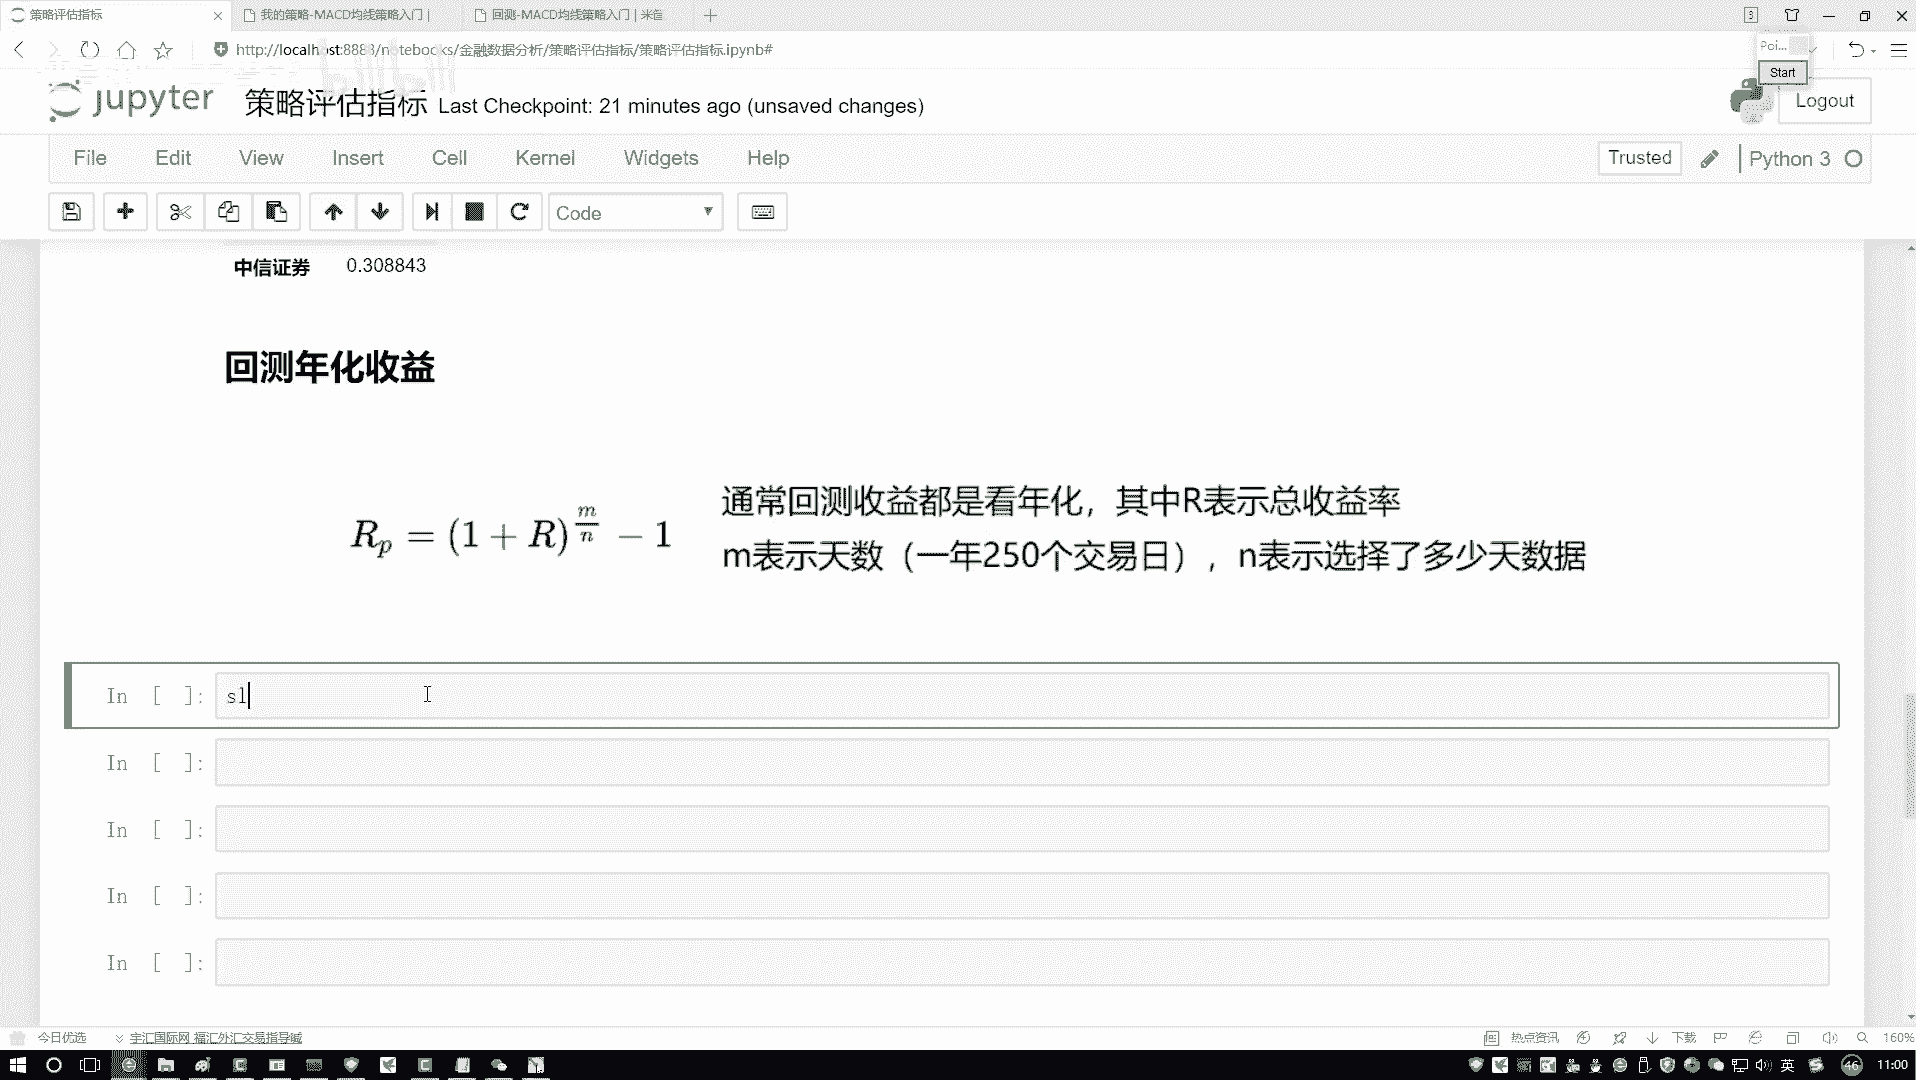 策略评估指标
我的策略-MACD均线策略入门 |
回测-MACD均线策略入门 | 米筐
http://localhost:8888/notebooks/金融数据分析/策略评估指标/策略评估指标.ipynb#
Poi...
Start
bilibili
jupyter 策略评估指标 Last Checkpoint: 21 minutes ago (unsaved changes)
Logout
File Edit View Insert Cell Kernel Widgets Help
Trusted Python 3
Code
中信证券 0.308843
回测年化收益
R_p = (1 + R)^{m/n} − 1
通常回测收益都是看年化，其中R表示总收益率
m表示天数（一年250个交易日），n表示选择了多少天数据
In [ ]: sl
In [ ]:
In [ ]:
In [ ]:
In [ ]:
今日优选
宇汇国际网 福汇外汇交易指导喊
热点资讯
下载
160%
英
46
11:00